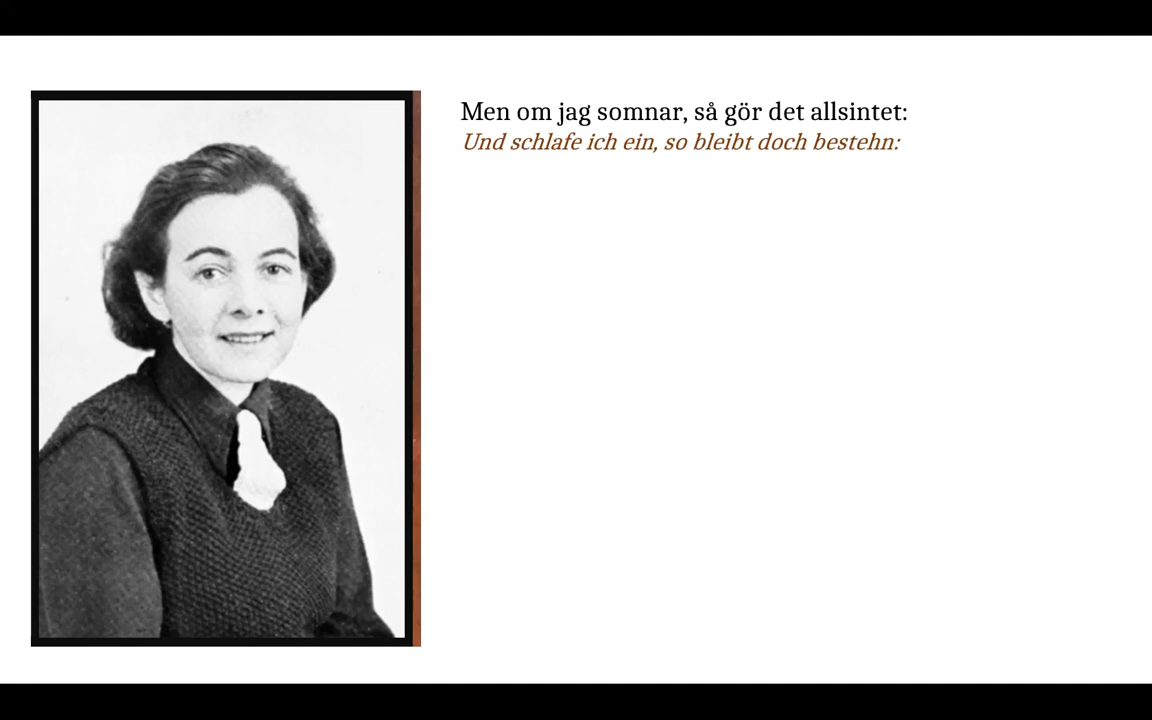 Men om jag somnar, så gör det allsintet:
Und schlafe ich ein, so bleibt doch bestehn: